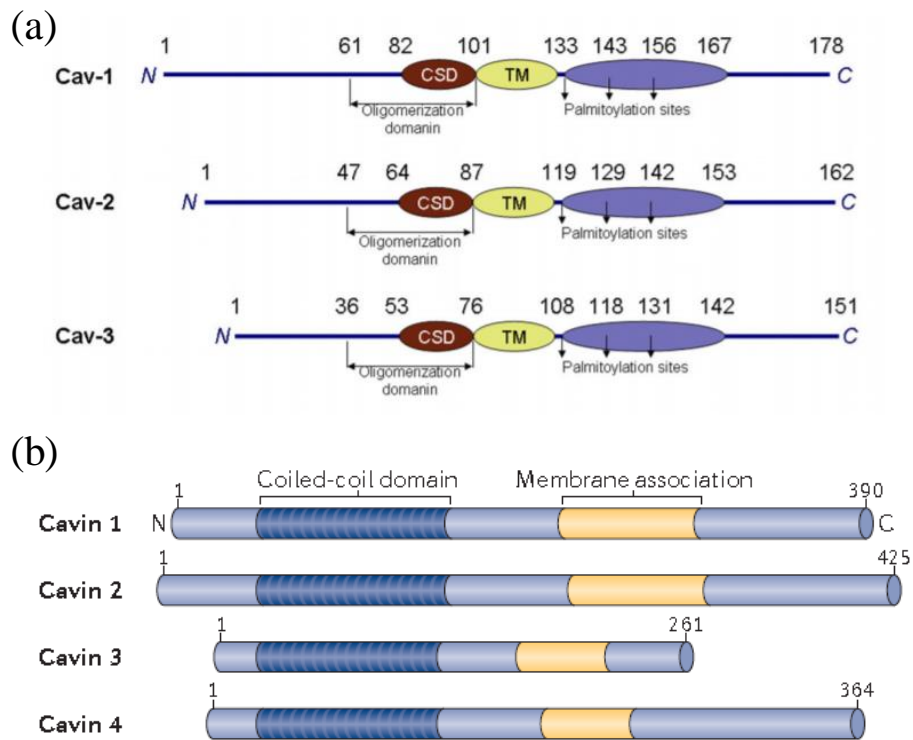 (a)
1 61 82 101 133 143 156 167 178
Cav-1 N CSD TM C
Oligomerization domanin
Palmitoylation sites
1 47 64 87 119 129 142 153 162
Cav-2 N CSD TM C
Oligomerization domanin
Palmitoylation sites
1 36 53 76 108 118 131 142 151
Cav-3 N CSD TM C
Oligomerization domanin
Palmitoylation sites
(b)
Coiled-coil domain Membrane association
1 390
Cavin 1 N C
1 425
Cavin 2
1 261
Cavin 3
1 364
Cavin 4